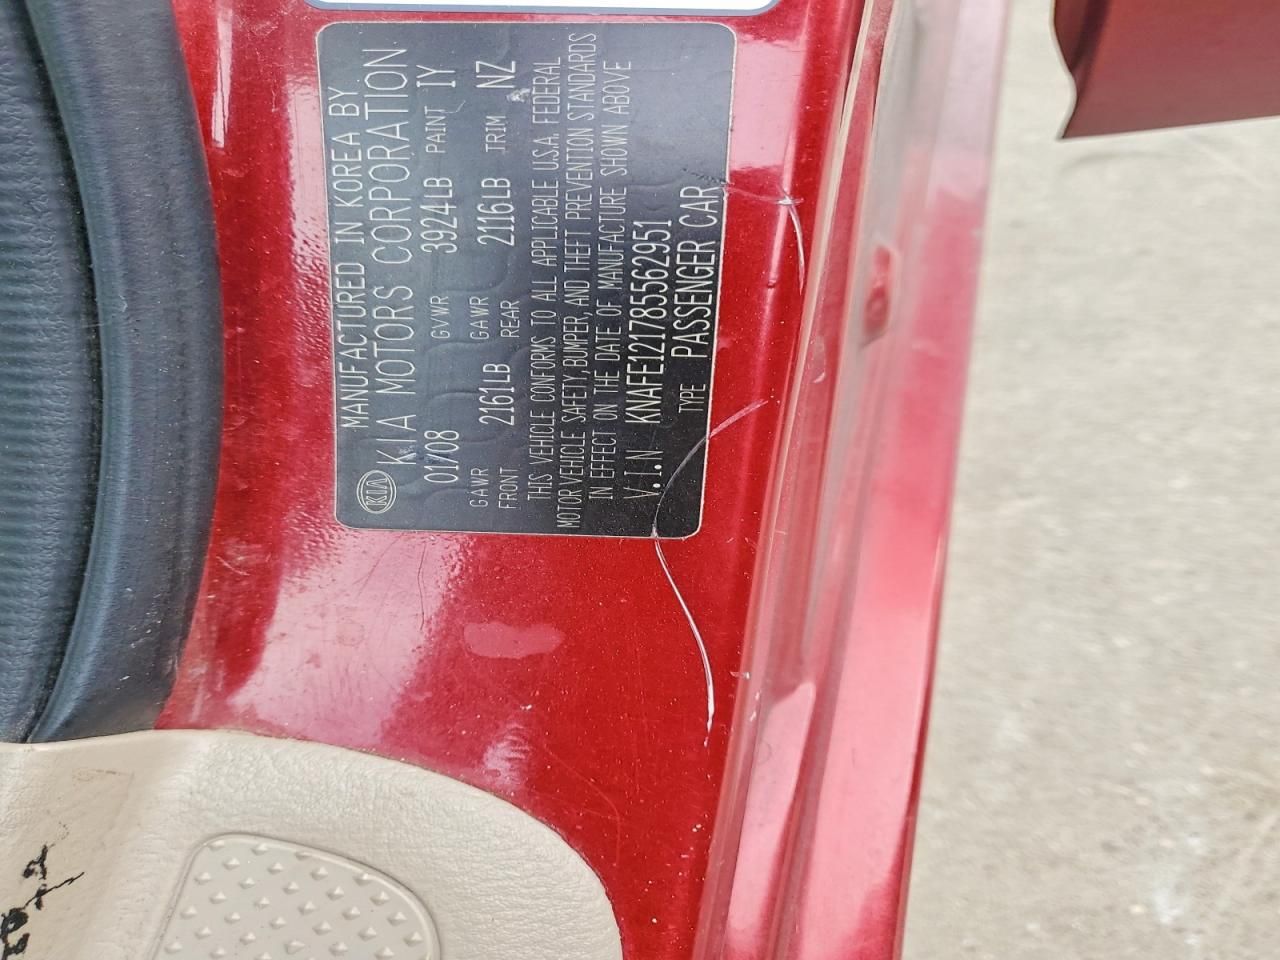 MANUFACTURED IN KOREA BY
KIA KIA MOTORS CORPORATION
01/08 GVWR 3924LB PAINT 1Y
GAWR FRONT 2161LB GAWR REAR 2116LB TRIM NZ
THIS VEHICLE CONFORMS TO ALL APPLICABLE U.S.A. FEDERAL
MOTOR VEHICLE SAFETY, BUMPER, AND THEFT PREVENTION STANDARDS
IN EFFECT ON THE DATE OF MANUFACTURE SHOWN ABOVE
V.I.N KNAFE121785562951
TYPE PASSENGER CAR